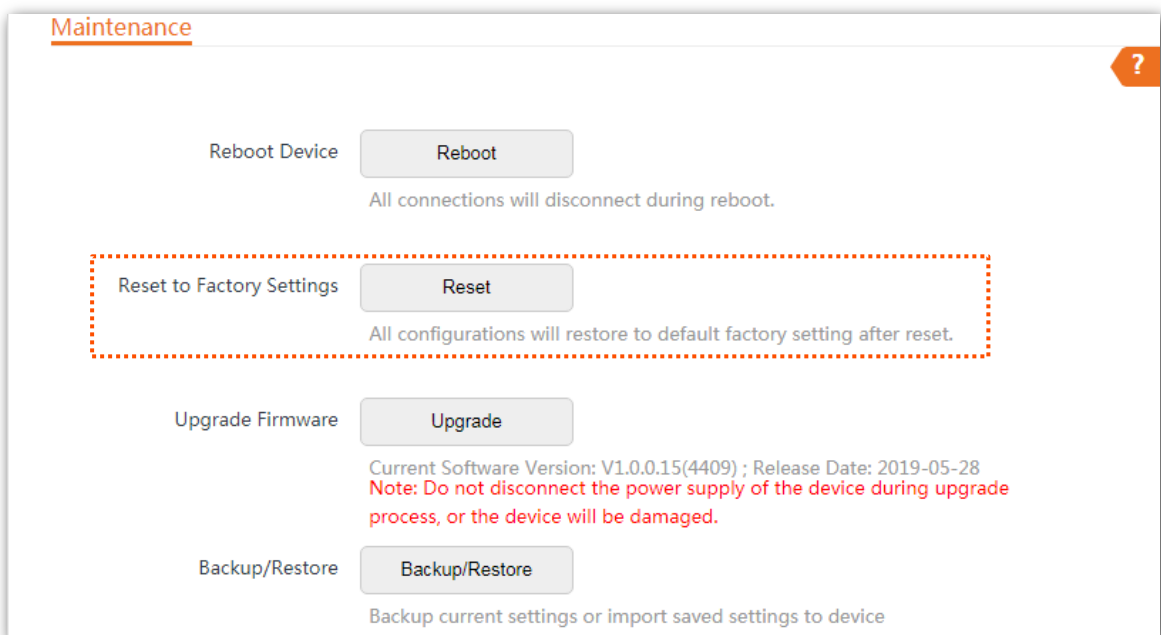 Maintenance
?
Reboot Device
Reboot
All connections will disconnect during reboot.
Reset to Factory Settings
Reset
All configurations will restore to default factory setting after reset.
Upgrade Firmware
Upgrade
Current Software Version: V1.0.0.15(4409) ; Release Date: 2019-05-28
Note: Do not disconnect the power supply of the device during upgrade
process, or the device will be damaged.
Backup/Restore
Backup/Restore
Backup current settings or import saved settings to device